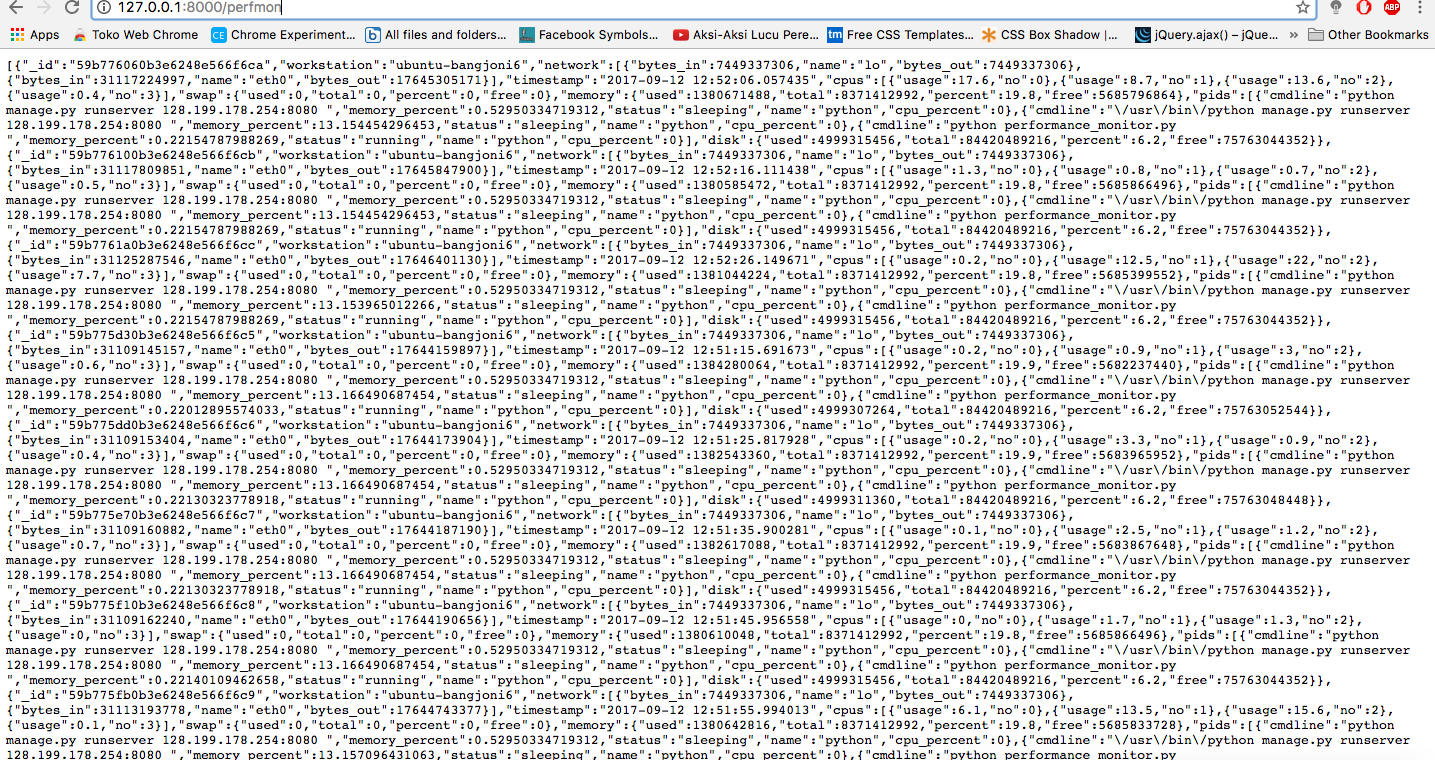 127.0.0.1:8000/perfmon
Apps Toko Web Chrome Chrome Experiment... All files and folders... Facebook Symbols... Aksi-Aksi Lucu Pere... Free CSS Templates... CSS Box Shadow |... jQuery.ajax() – jQue... » Other Bookmarks
[{"_id":"59b776060b3e6248e566f6ca","workstation":"ubuntu-bangjoni6","network":[{"bytes_in":7449337306,"name":"lo","bytes_out":7449337306},
{"bytes_in":31117224997,"name":"eth0","bytes_out":17645305171}],"timestamp":"2017-09-12 12:52:06.057435","cpus":[{"usage":17.6,"no":0},{"usage":8.7,"no":1},{"usage":13.6,"no":2},
{"usage":0.4,"no":3}],"swap":{"used":0,"total":0,"percent":0,"free":0},"memory":{"used":1380671488,"total":8371412992,"percent":19.8,"free":5685796864},"pids":[{"cmdline":"python
manage.py runserver 128.199.178.254:8080 ","memory_percent":0.52950334719312,"status":"sleeping","name":"python","cpu_percent":0},{"cmdline":"\/usr\/bin\/python manage.py runserver
128.199.178.254:8080 ","memory_percent":13.154454296453,"status":"sleeping","name":"python","cpu_percent":0},{"cmdline":"python performance_monitor.py
","memory_percent":0.22154787988269,"status":"running","name":"python","cpu_percent":0}],"disk":{"used":4999315456,"total":84420489216,"percent":6.2,"free":75763044352}},
{"_id":"59b776100b3e6248e566f6cb","workstation":"ubuntu-bangjoni6","network":[{"bytes_in":7449337306,"name":"lo","bytes_out":7449337306},
{"bytes_in":31117809851,"name":"eth0","bytes_out":17645847900}],"timestamp":"2017-09-12 12:52:16.111438","cpus":[{"usage":1.3,"no":0},{"usage":0.8,"no":1},{"usage":0.7,"no":2},
{"usage":0.5,"no":3}],"swap":{"used":0,"total":0,"percent":0,"free":0},"memory":{"used":1380585472,"total":8371412992,"percent":19.8,"free":5685866496},"pids":[{"cmdline":"python
manage.py runserver 128.199.178.254:8080 ","memory_percent":0.52950334719312,"status":"sleeping","name":"python","cpu_percent":0},{"cmdline":"\/usr\/bin\/python manage.py runserver
128.199.178.254:8080 ","memory_percent":13.154454296453,"status":"sleeping","name":"python","cpu_percent":0},{"cmdline":"python performance_monitor.py
","memory_percent":0.22154787988269,"status":"running","name":"python","cpu_percent":0}],"disk":{"used":4999315456,"total":84420489216,"percent":6.2,"free":75763044352}},
{"_id":"59b7761a0b3e6248e566f6cc","workstation":"ubuntu-bangjoni6","network":[{"bytes_in":7449337306,"name":"lo","bytes_out":7449337306},
{"bytes_in":31125287546,"name":"eth0","bytes_out":17646401130}],"timestamp":"2017-09-12 12:52:26.149671","cpus":[{"usage":0.2,"no":0},{"usage":12.5,"no":1},{"usage":22,"no":2},
{"usage":7.7,"no":3}],"swap":{"used":0,"total":0,"percent":0,"free":0},"memory":{"used":1381044224,"total":8371412992,"percent":19.8,"free":5685399552},"pids":[{"cmdline":"python
manage.py runserver 128.199.178.254:8080 ","memory_percent":0.52950334719312,"status":"sleeping","name":"python","cpu_percent":0},{"cmdline":"\/usr\/bin\/python manage.py runserver
128.199.178.254:8080 ","memory_percent":13.153965012266,"status":"sleeping","name":"python","cpu_percent":0},{"cmdline":"python performance_monitor.py
","memory_percent":0.22154787988269,"status":"running","name":"python","cpu_percent":0}],"disk":{"used":4999315456,"total":84420489216,"percent":6.2,"free":75763044352}},
{"_id":"59b775d30b3e6248e566f6c5","workstation":"ubuntu-bangjoni6","network":[{"bytes_in":7449337306,"name":"lo","bytes_out":7449337306},
{"bytes_in":31109145157,"name":"eth0","bytes_out":17644159897}],"timestamp":"2017-09-12 12:51:15.691673","cpus":[{"usage":0.2,"no":0},{"usage":0.9,"no":1},{"usage":3,"no":2},
{"usage":0.6,"no":3}],"swap":{"used":0,"total":0,"percent":0,"free":0},"memory":{"used":1384280064,"total":8371412992,"percent":19.9,"free":5682237440},"pids":[{"cmdline":"python
manage.py runserver 128.199.178.254:8080 ","memory_percent":0.52950334719312,"status":"sleeping","name":"python","cpu_percent":0},{"cmdline":"\/usr\/bin\/python manage.py runserver
128.199.178.254:8080 ","memory_percent":13.166490687454,"status":"sleeping","name":"python","cpu_percent":0},{"cmdline":"python performance_monitor.py
","memory_percent":0.22012895574033,"status":"running","name":"python","cpu_percent":0}],"disk":{"used":4999307264,"total":84420489216,"percent":6.2,"free":75763052544}},
{"_id":"59b775dd0b3e6248e566f6c6","workstation":"ubuntu-bangjoni6","network":[{"bytes_in":7449337306,"name":"lo","bytes_out":7449337306},
{"bytes_in":31109153404,"name":"eth0","bytes_out":17644173904}],"timestamp":"2017-09-12 12:51:25.817928","cpus":[{"usage":0.2,"no":0},{"usage":3.3,"no":1},{"usage":0.9,"no":2},
{"usage":0.4,"no":3}],"swap":{"used":0,"total":0,"percent":0,"free":0},"memory":{"used":1382543360,"total":8371412992,"percent":19.9,"free":5683965952},"pids":[{"cmdline":"python
manage.py runserver 128.199.178.254:8080 ","memory_percent":0.52950334719312,"status":"sleeping","name":"python","cpu_percent":0},{"cmdline":"\/usr\/bin\/python manage.py runserver
128.199.178.254:8080 ","memory_percent":13.166490687454,"status":"sleeping","name":"python","cpu_percent":0},{"cmdline":"python performance_monitor.py
","memory_percent":0.22130323778918,"status":"running","name":"python","cpu_percent":0}],"disk":{"used":4999311360,"total":84420489216,"percent":6.2,"free":75763048448}},
{"_id":"59b775e70b3e6248e566f6c7","workstation":"ubuntu-bangjoni6","network":[{"bytes_in":7449337306,"name":"lo","bytes_out":7449337306},
{"bytes_in":31109160882,"name":"eth0","bytes_out":17644187190}],"timestamp":"2017-09-12 12:51:35.900281","cpus":[{"usage":0.1,"no":0},{"usage":2.5,"no":1},{"usage":1.2,"no":2},
{"usage":0.7,"no":3}],"swap":{"used":0,"total":0,"percent":0,"free":0},"memory":{"used":1382617088,"total":8371412992,"percent":19.9,"free":5683867648},"pids":[{"cmdline":"python
manage.py runserver 128.199.178.254:8080 ","memory_percent":0.52950334719312,"status":"sleeping","name":"python","cpu_percent":0},{"cmdline":"\/usr\/bin\/python manage.py runserver
128.199.178.254:8080 ","memory_percent":13.166490687454,"status":"sleeping","name":"python","cpu_percent":0},{"cmdline":"python performance_monitor.py
","memory_percent":0.22130323778918,"status":"running","name":"python","cpu_percent":0}],"disk":{"used":4999315456,"total":84420489216,"percent":6.2,"free":75763044352}},
{"_id":"59b775f10b3e6248e566f6c8","workstation":"ubuntu-bangjoni6","network":[{"bytes_in":7449337306,"name":"lo","bytes_out":7449337306},
{"bytes_in":31109162240,"name":"eth0","bytes_out":17644190656}],"timestamp":"2017-09-12 12:51:45.956558","cpus":[{"usage":0,"no":0},{"usage":1.7,"no":1},{"usage":1.3,"no":2},
{"usage":0,"no":3}],"swap":{"used":0,"total":0,"percent":0,"free":0},"memory":{"used":1380610048,"total":8371412992,"percent":19.8,"free":5685866496},"pids":[{"cmdline":"python
manage.py runserver 128.199.178.254:8080 ","memory_percent":0.52950334719312,"status":"sleeping","name":"python","cpu_percent":0},{"cmdline":"\/usr\/bin\/python manage.py runserver
128.199.178.254:8080 ","memory_percent":13.166490687454,"status":"sleeping","name":"python","cpu_percent":0},{"cmdline":"python performance_monitor.py
","memory_percent":0.22140109462658,"status":"running","name":"python","cpu_percent":0}],"disk":{"used":4999315456,"total":84420489216,"percent":6.2,"free":75763044352}},
{"_id":"59b775fb0b3e6248e566f6c9","workstation":"ubuntu-bangjoni6","network":[{"bytes_in":7449337306,"name":"lo","bytes_out":7449337306},
{"bytes_in":31113193778,"name":"eth0","bytes_out":17644743377}],"timestamp":"2017-09-12 12:51:55.994013","cpus":[{"usage":6.1,"no":0},{"usage":13.5,"no":1},{"usage":15.6,"no":2},
{"usage":0.1,"no":3}],"swap":{"used":0,"total":0,"percent":0,"free":0},"memory":{"used":1380642816,"total":8371412992,"percent":19.8,"free":5685833728},"pids":[{"cmdline":"python
manage.py runserver 128.199.178.254:8080 ","memory_percent":0.52950334719312,"status":"sleeping","name":"python","cpu_percent":0},{"cmdline":"\/usr\/bin\/python manage.py runserver
128.199.178.254:8080 ","memory_percent":13.157096431063,"status":"sleeping","name":"python","cpu_percent":0},{"cmdline":"python performance_monitor.py